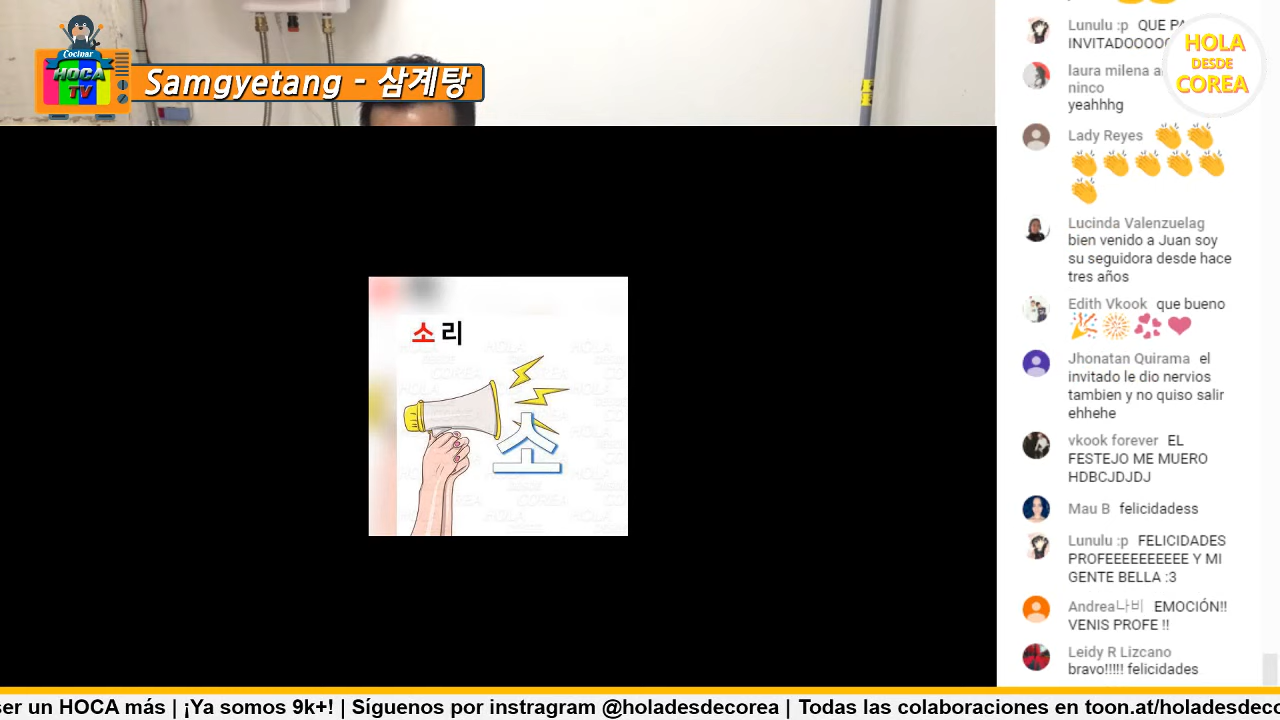 Cocinar
HOCA
TV
Samgyetang - 삼계탕
소리
소
HOLA
DESDE
COREA
Lunulu :p QUE PA
INVITADOOOO
laura milena a
ninco
yeahhhg
Lady Reyes 👏👏
👏👏👏👏👏
👏
Lucinda Valenzuelag
bien venido a Juan soy
su seguidora desde hace
tres años
Edith Vkook que bueno
Jhonatan Quirama el
invitado le dio nervios
tambien y no quiso salir
ehhehe
vkook forever EL
FESTEJO ME MUERO
HDBCJDJDJ
Mau B felicidadess
Lunulu :p FELICIDADES
PROFEEEEEEEEEE Y MI
GENTE BELLA :3
Andrea나비 EMOCIÓN!!
VENIS PROFE !!
Leidy R Lizcano
bravo!!!!! felicidades
ser un HOCA más | ¡Ya somos 9k+! | Síguenos por instragram @holadesdecorea | Todas las colaboraciones en toon.at/holadesdeco